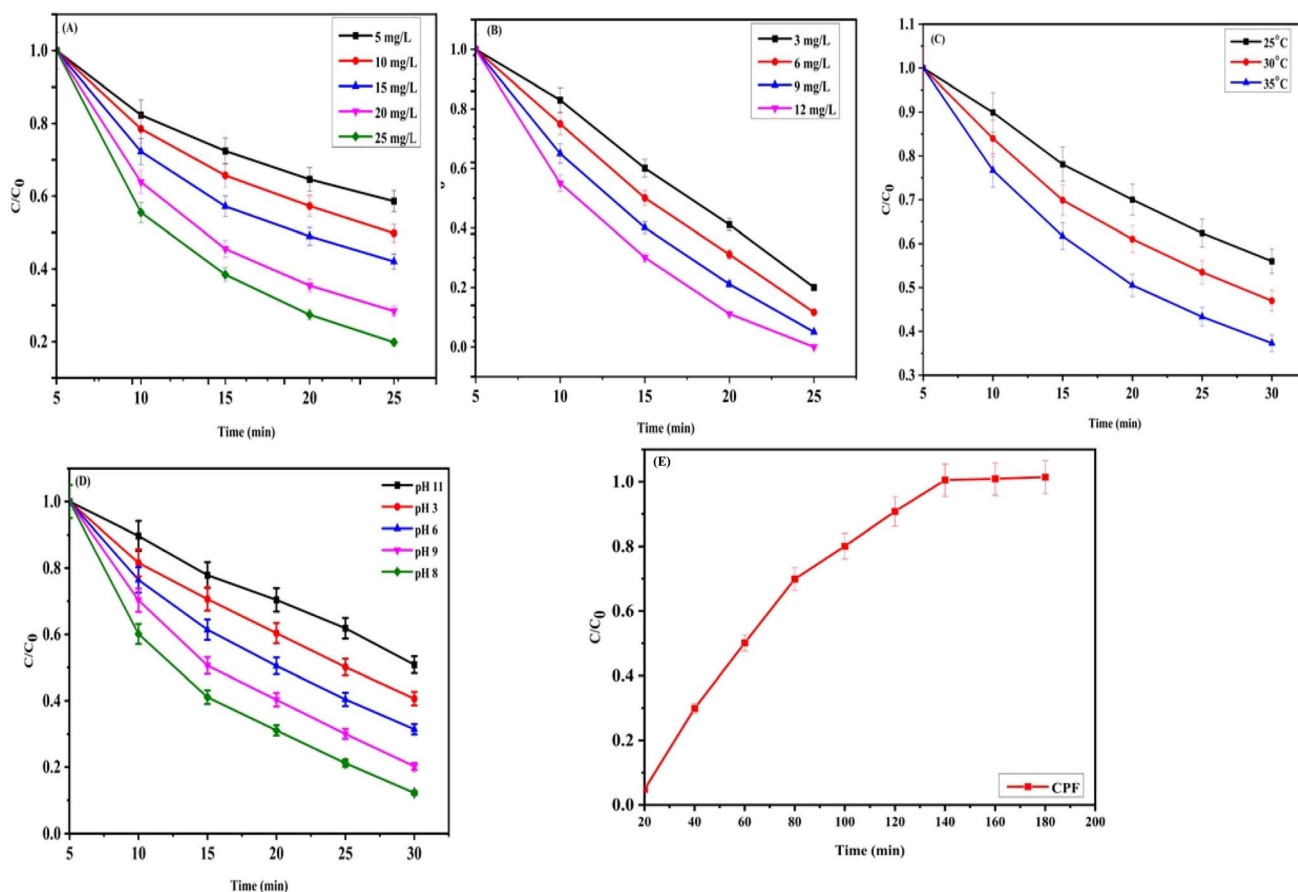 (A)
5 mg/L
10 mg/L
15 mg/L
20 mg/L
25 mg/L
1.0
0.8
0.6
0.4
0.2
C/C0
5 10 15 20 25
Time (min)
(B)
3 mg/L
6 mg/L
9 mg/L
12 mg/L
1.0
0.8
0.6
0.4
0.2
0.0
5 10 15 20 25
Time (min)
(C)
25°C
30°C
35°C
1.1
1.0
0.9
0.8
0.7
0.6
0.5
0.4
0.3
C/C0
5 10 15 20 25 30
Time (min)
(D)
pH 11
pH 3
pH 6
pH 9
pH 8
1.0
0.8
0.6
0.4
0.2
0.0
C/C0
5 10 15 20 25 30
Time (min)
(E)
1.0
0.8
0.6
0.4
0.2
0.0
C/C0
CPF
20 40 60 80 100 120 140 160 180 200
Time (min)